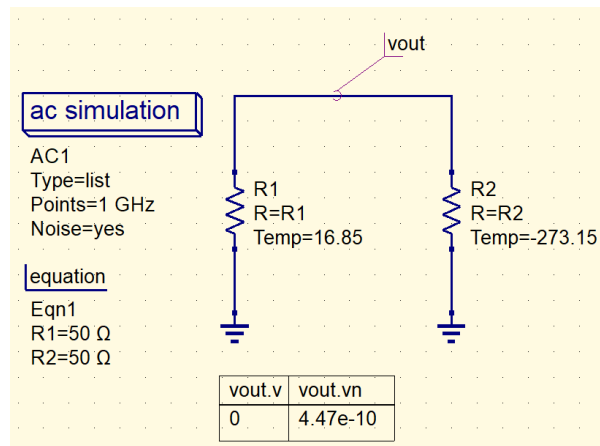 vout
ac simulation
AC1
Type=list
Points=1 GHz
Noise=yes
R1
R=R1
Temp=16.85
R2
R=R2
Temp=-273.15
equation
Eqn1
R1=50 Ω
R2=50 Ω
vout.v vout.vn
0 4.47e-10